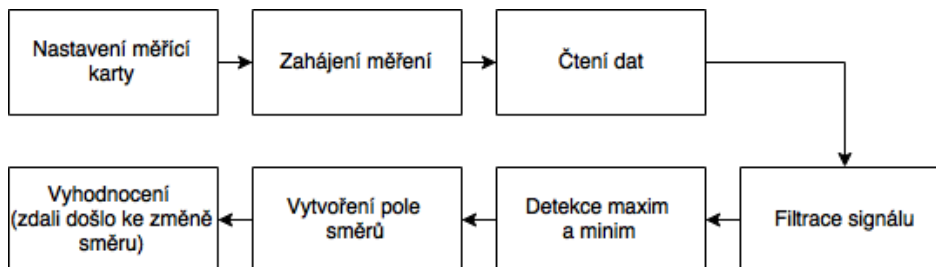 Nastavení měřící
karty
Zahájení měření
Čtení dat
Filtrace signálu
Detekce maxim
a minim
Vytvoření pole
směrů
Vyhodnocení
(zdali došlo ke změně
směru)